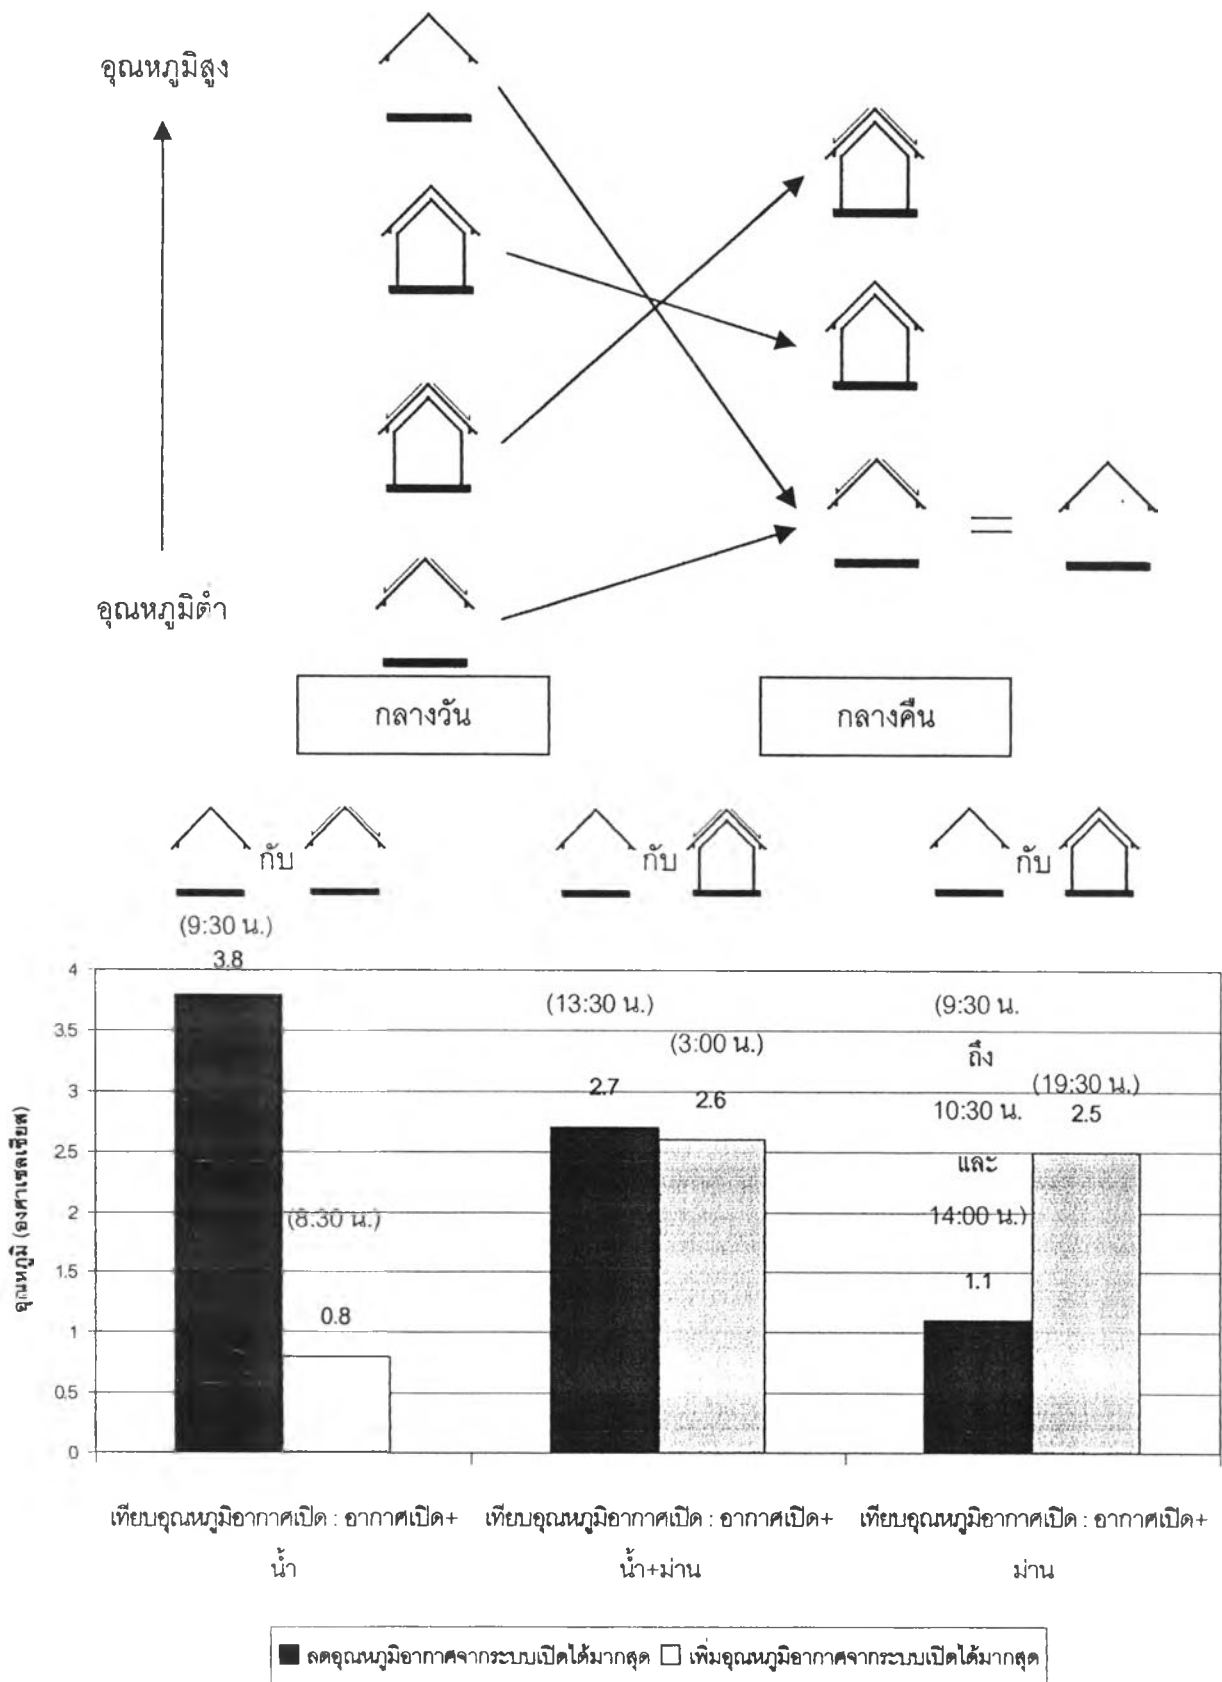 อุณหภูมิสูง
อุณหภูมิต่ำ
กลางวัน
กลางคืน
กับ
กับ
กับ
(9:30 น.)
3.8
(8:30 น.)
0.8
(13:30 น.)
2.7
(3:00 น.)
2.6
(9:30 น.
ถึง
10:30 น.
และ
14:00 น.)
1.1
(19:30 น.)
2.5
4
3.5
3
2.5
2
1.5
1
0.5
0
อุณหภูมิ (องศาเซลเซียส)
เทียบอุณหภูมิอากาศเปิด : อากาศเปิด+
น้ำ
เทียบอุณหภูมิอากาศเปิด : อากาศเปิด+
น้ำ+ม่าน
เทียบอุณหภูมิอากาศเปิด : อากาศเปิด+
ม่าน
ลดอุณหภูมิอากาศจากระบบเปิดได้มากสุด
เพิ่มอุณหภูมิอากาศจากระบบเปิดได้มากสุด